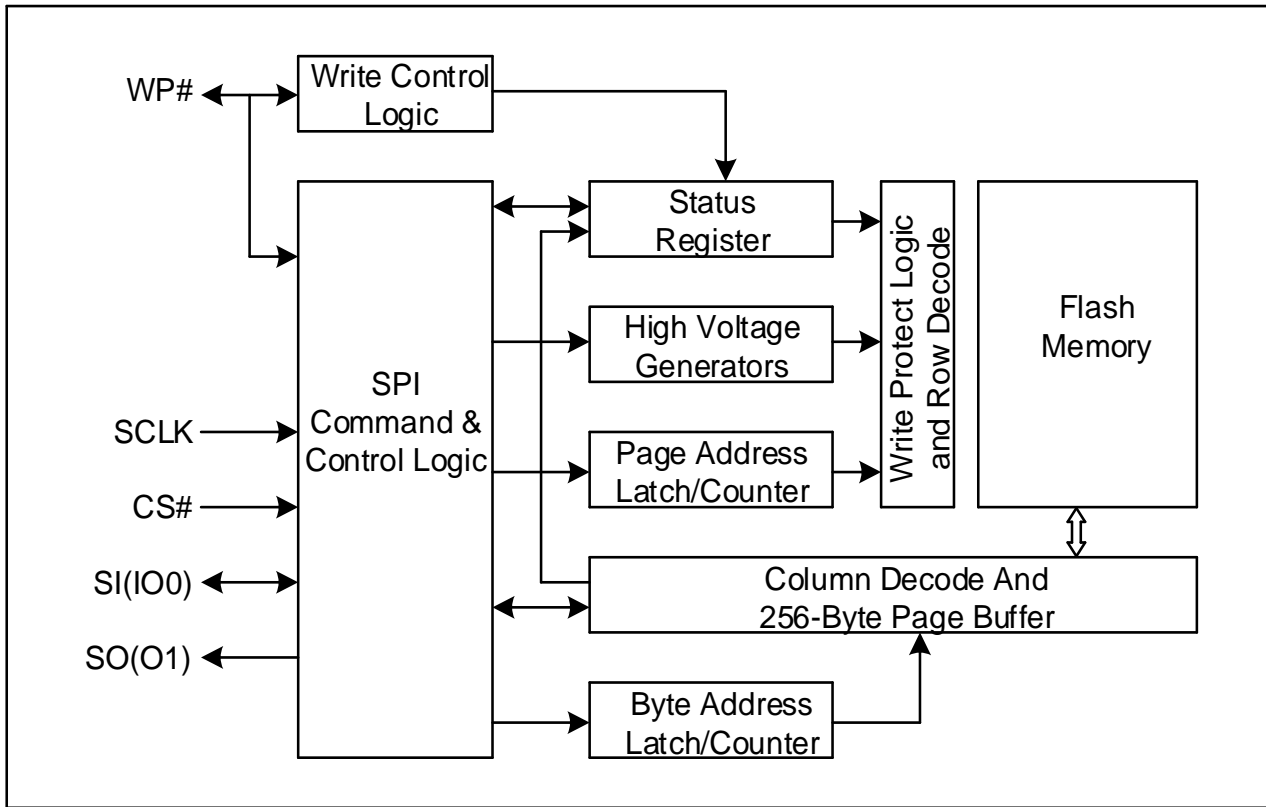 WP#
Write Control
Logic
Status
Register
Write Protect Logic
and Row Decode
Flash
Memory
High Voltage
Generators
SPI
Command &
Control Logic
SCLK
Page Address
Latch/Counter
CS#
SI(IO0)
Column Decode And
256-Byte Page Buffer
SO(O1)
Byte Address
Latch/Counter